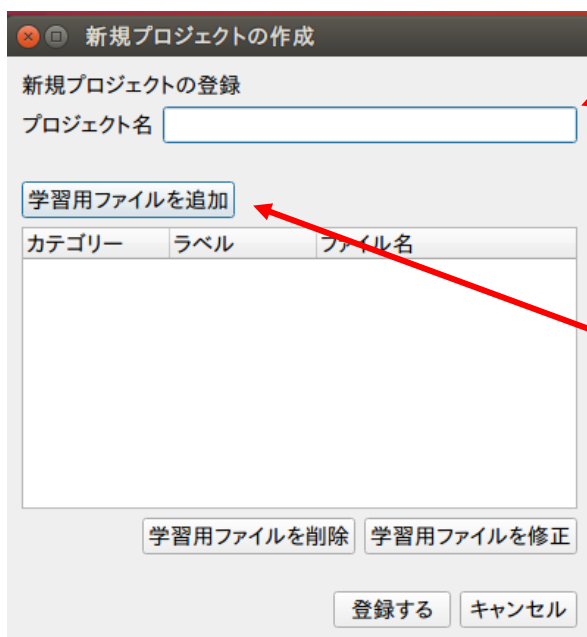 新規プロジェクトの作成
新規プロジェクトの登録
プロジェクト名
学習用ファイルを追加
カテゴリー ラベル ファイル名
学習用ファイルを削除 学習用ファイルを修正
登録する キャンセル